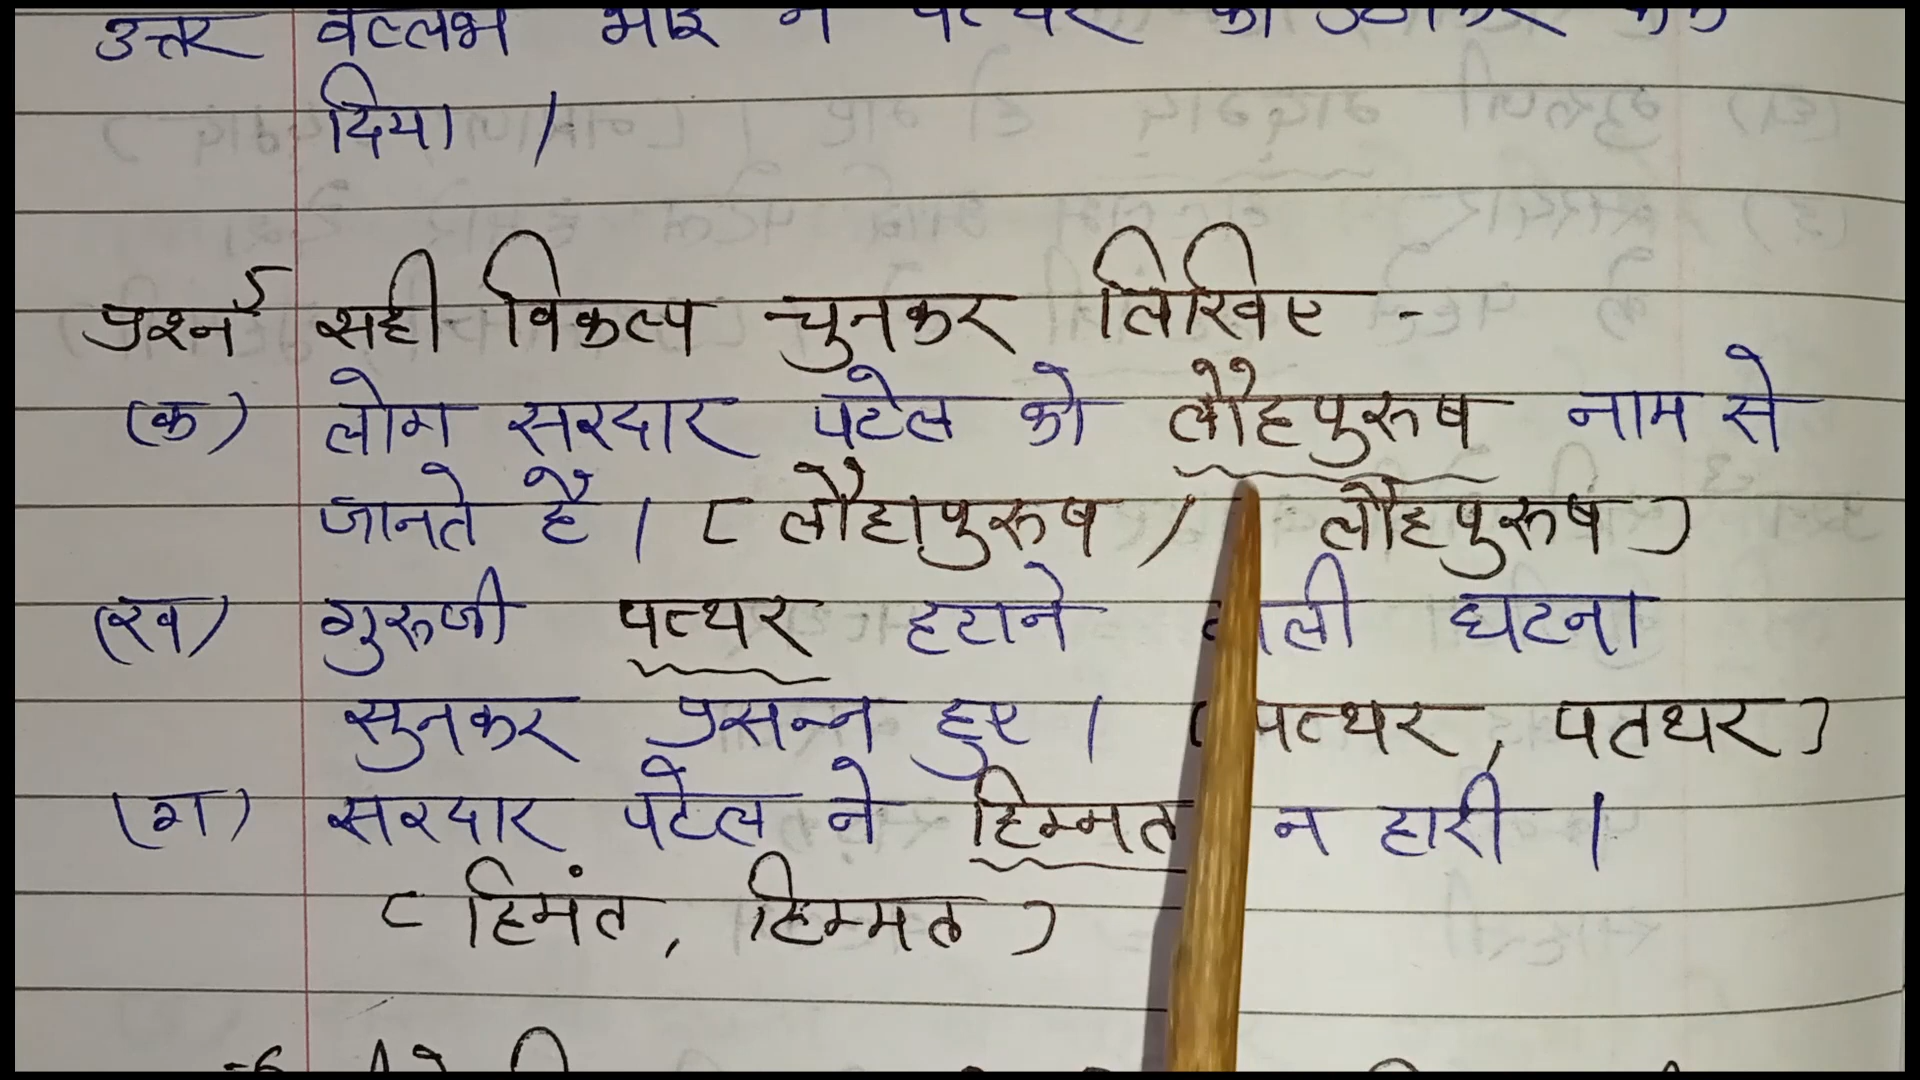 उत्तर वल्लभ भाई ने पत्थर को उठाकर फेंक
दिया /
प्रश्न ५ सही विकल्प चुनकर लिखिए -
(क) लोग सरदार पटेल को लौहपुरुष नाम से
जानते है । ( लौहापुरुष / लौहपुरुष )
(ख) गुरुजी पत्थर हटाने वाली घटना
सुनकर प्रसन्न हुए । (पत्थर , पतथर )
(ग) सरदार पटेल ने हिम्मत न हारी ।
( हिमंत , हिम्मत )